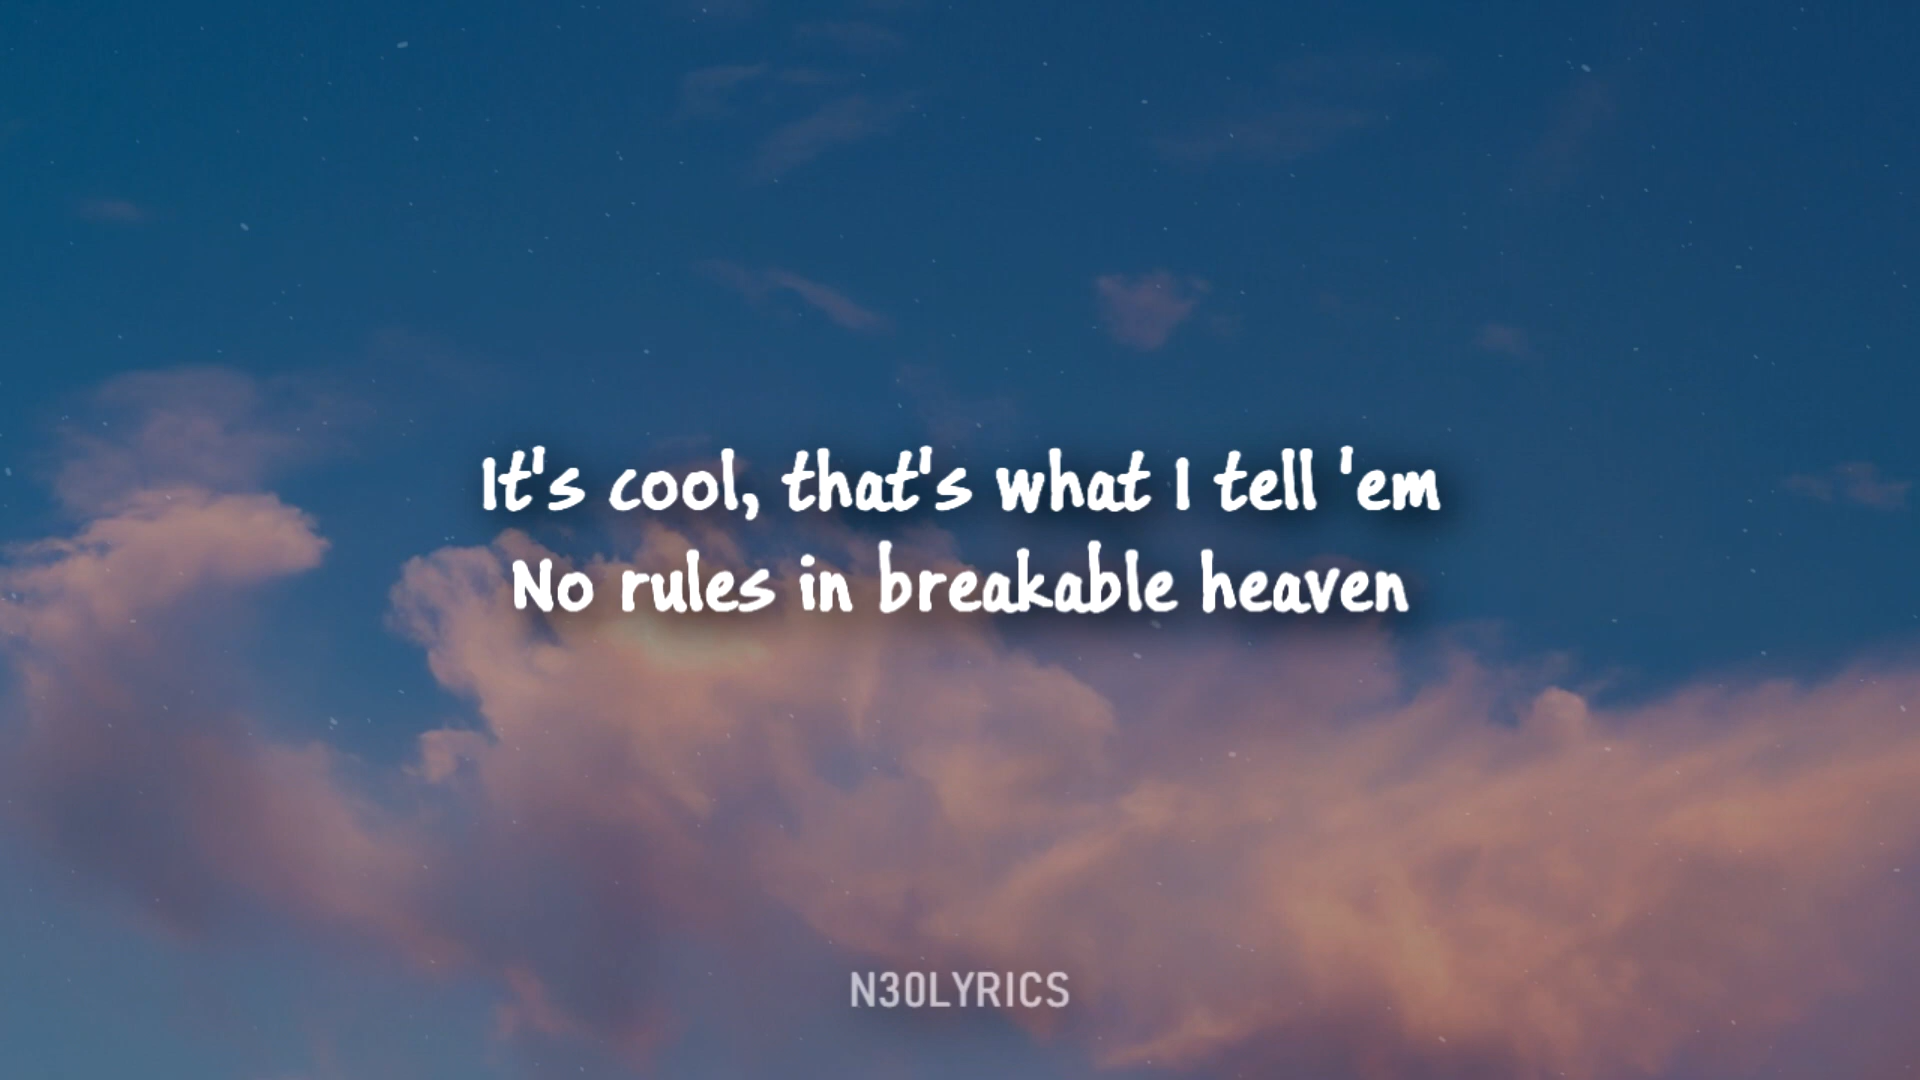 It's cool, that's what I tell 'em
No rules in breakable heaven
N30LYRICS